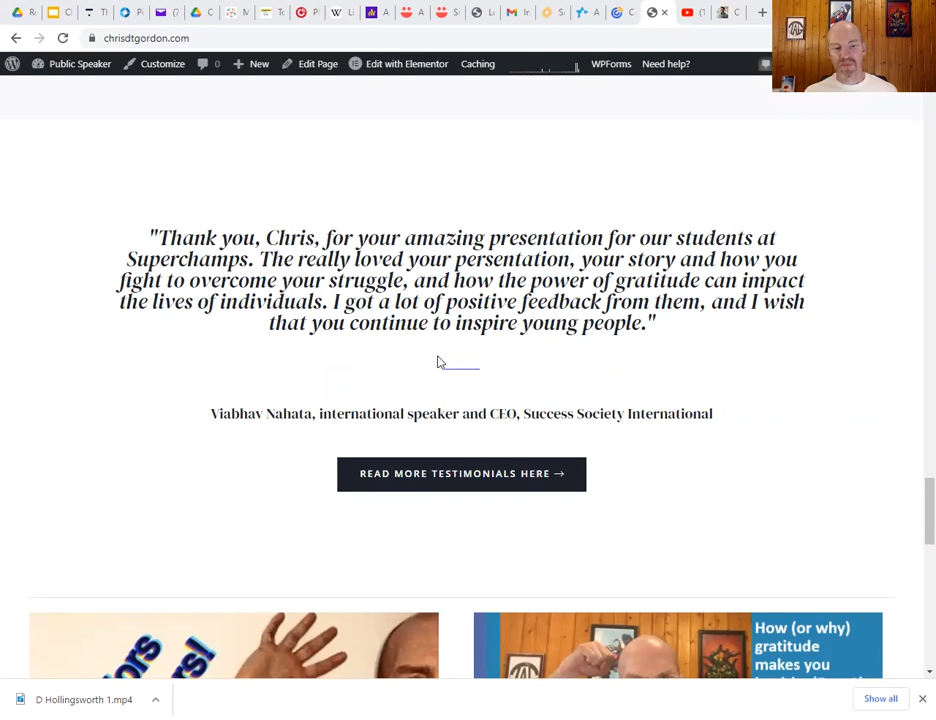 chrisdtgordon.com
Public Speaker Customize 0 New Edit Page Edit with Elementor Caching WPForms Need help?
"Thank you, Chris, for your amazing presentation for our students at
Superchamps. The really loved your persentation, your story and how you
fight to overcome your struggle, and how the power of gratitude can impact
the lives of individuals. I got a lot of positive feedback from them, and I wish
that you continue to inspire young people."
Viabhav Nahata, international speaker and CEO, Success Society International
READ MORE TESTIMONIALS HERE →
How (or why)
gratitude
makes you
D Hollingsworth 1.mp4
Show all